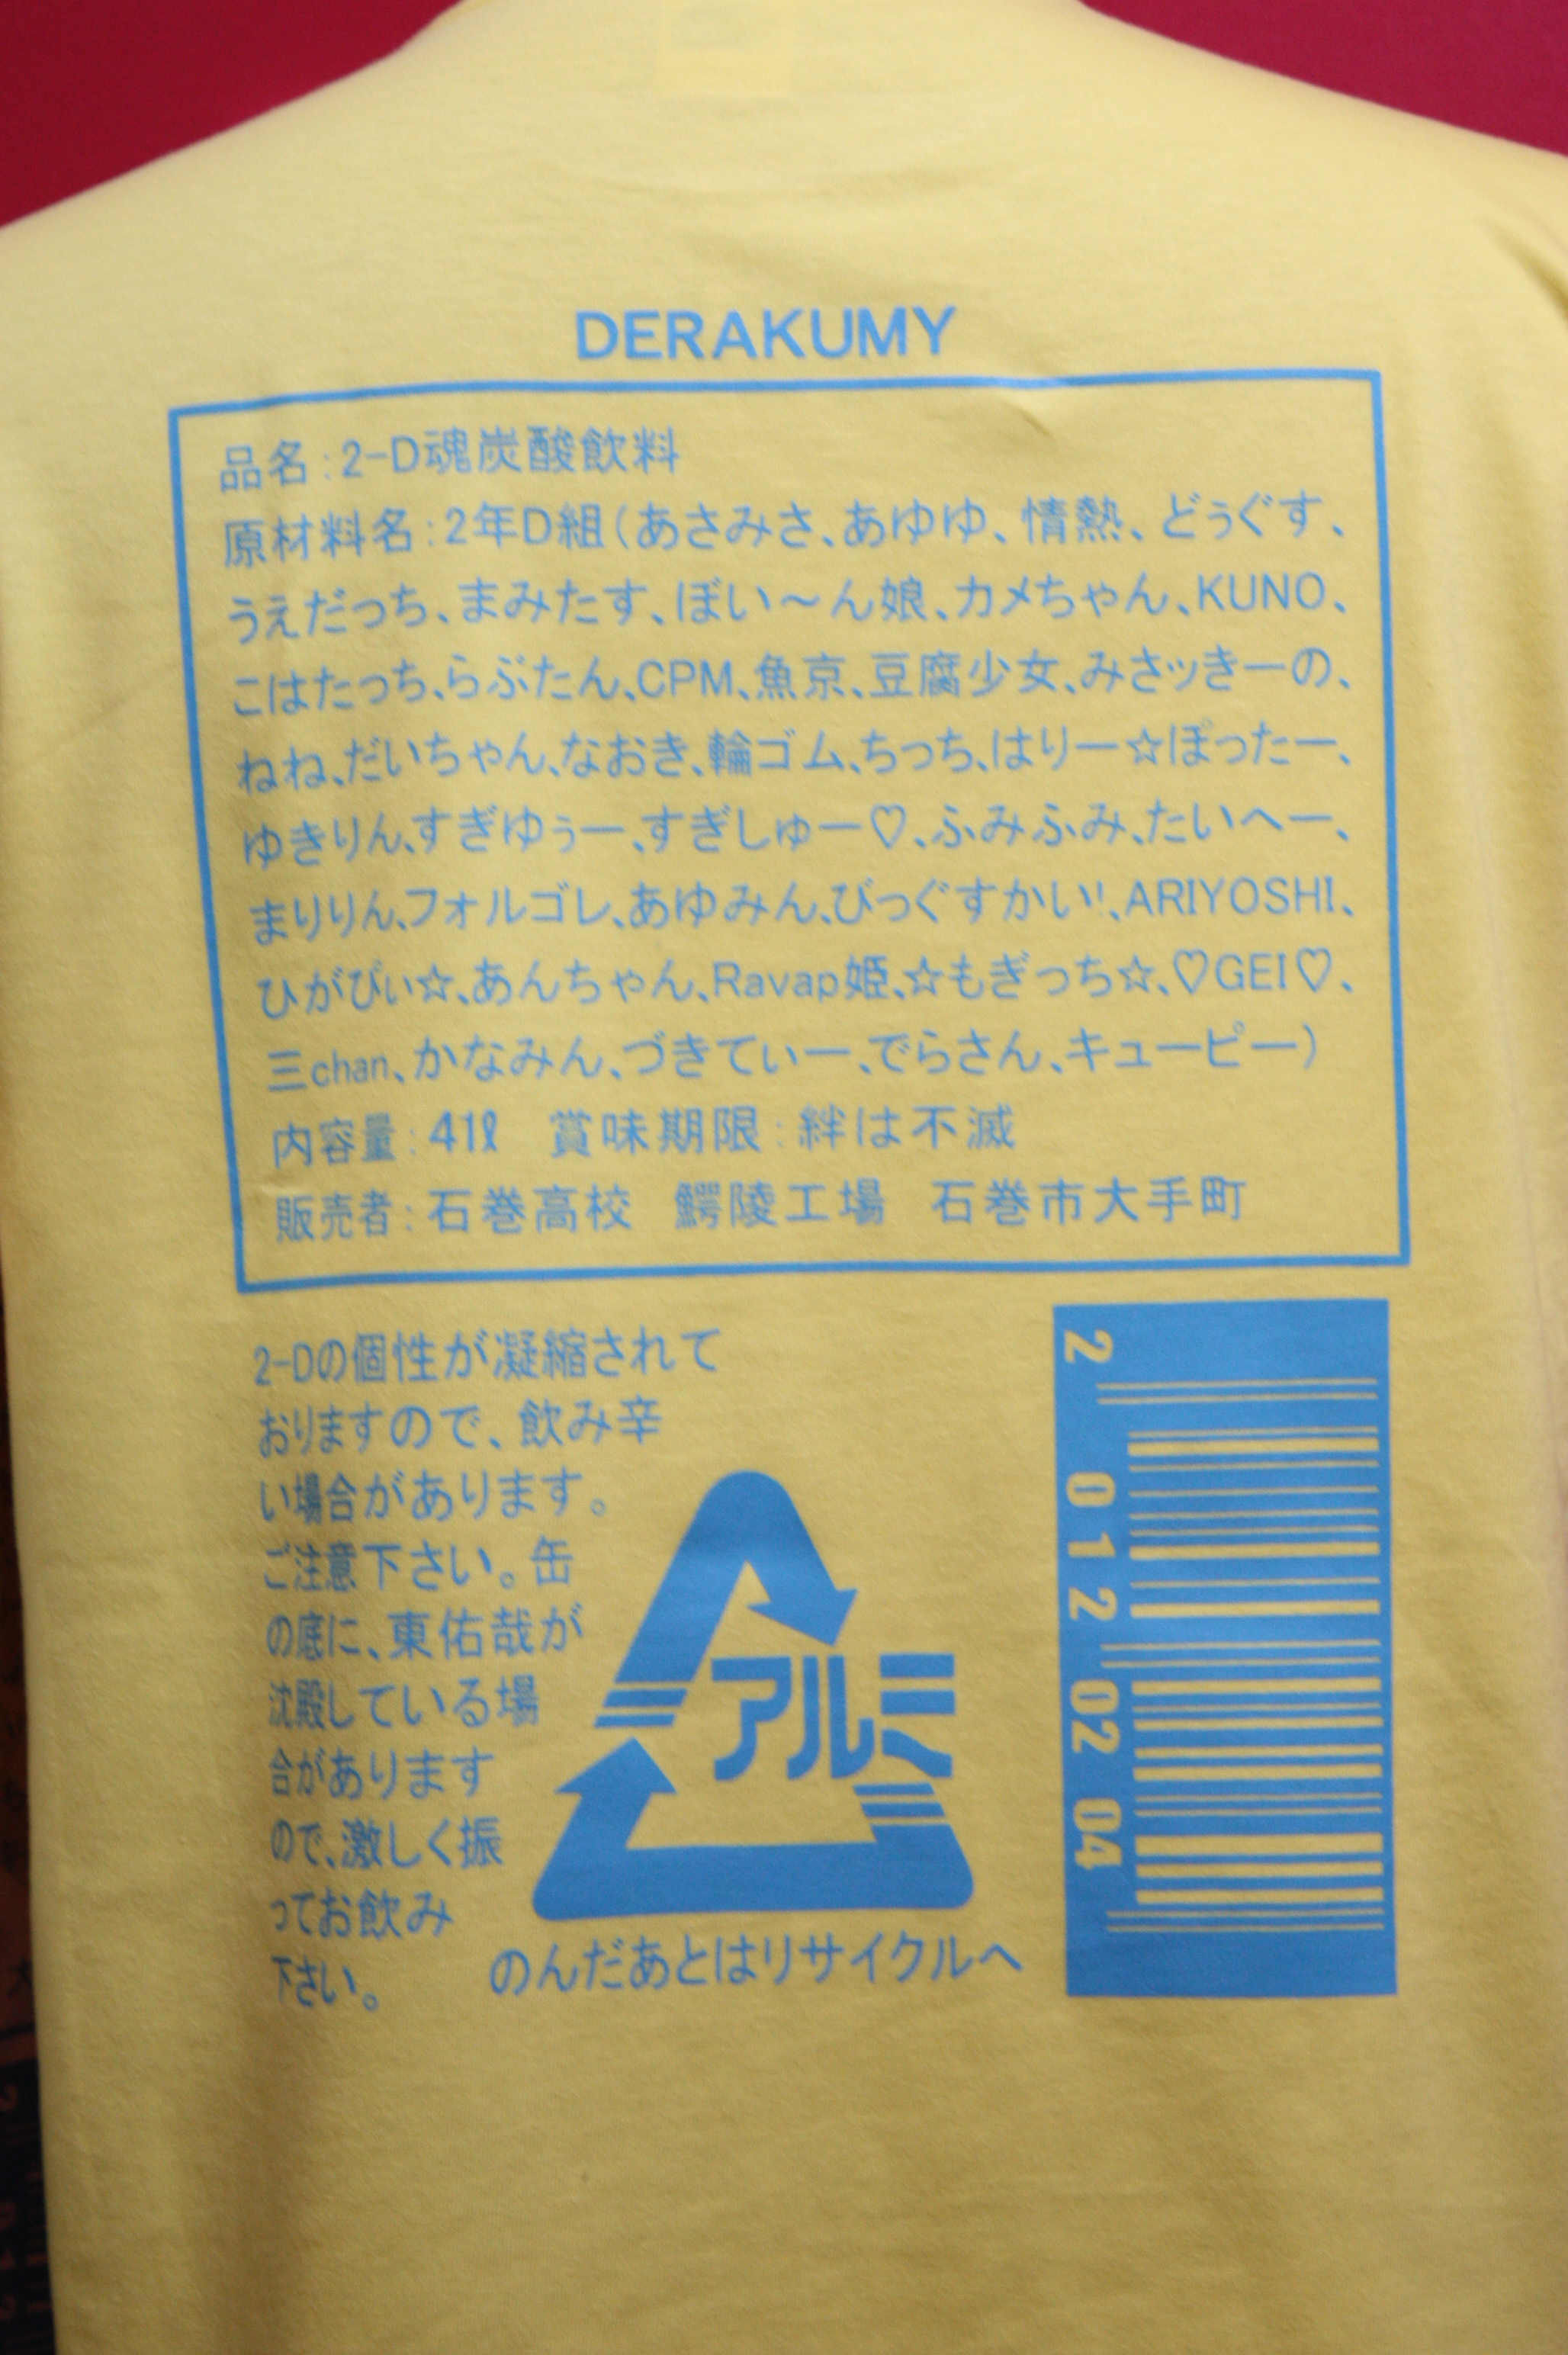 DERAKUMY
品名:2-D魂炭酸飲料
原材料名:2年D組(あさみさ、あゆゆ、情熱、どぅぐす、
うえだっち、まみたす、ぼい〜ん娘、カメちゃん、KUNO、
こはたっち、らぶたん、CPM、魚京、豆腐少女、みさッきーの、
ねね、だいちゃん、なおき、輪ゴム、ちっち、はりー☆ぽったー、
ゆきりん、すぎゆぅー、すぎしゅー♡、ふみふみ、たいへー、
まりりん、フォルゴレ、あゆみん、びっぐすかい!、ARIYOSHI、
ひがびぃ☆、あんちゃん、Ravap姫、☆もぎっち☆、♡GEI♡、
三chan、かなみん、づきてぃー、でらさん、キューピー)
内容量:41ℓ 賞味期限:絆は不滅
販売者:石巻高校 鰐陵工場 石巻市大手町
2-Dの個性が凝縮されて
おりますので、飲み辛
い場合があります。
ご注意下さい。缶
の底に、東佑哉が
沈殿している場
合があります
ので、激しく振
ってお飲み
下さい。
アルミ
のんだあとはリサイクルへ
2 012 02 04